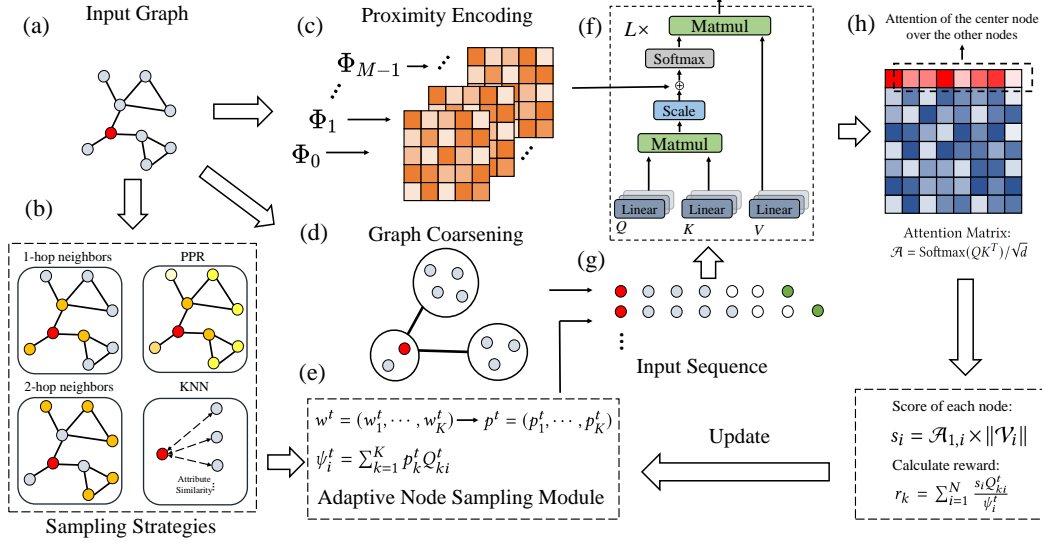 Input Graph
(a)
(b)
1-hop neighbors
PPR
2-hop neighbors
KNN
Attribute
Similarity
Sampling Strategies
(c)
Proximity Encoding
Φ_{M−1}
Φ_1
Φ_0
(d)
Graph Coarsening
(e)
w^t = (w_1^t, ⋯, w_K^t) ⟶ p^t = (p_1^t, ⋯, p_K^t)
ψ_i^t = ∑_{k=1}^K p_k^t Q_{ki}^t
Adaptive Node Sampling Module
(f)
L×
Matmul
Softmax
⊕
Scale
Matmul
Linear Linear Linear
Q K V
(g)
Input Sequence
(h)
Attention of the center node
over the other nodes
Attention Matrix:
𝒜 = Softmax(QK^T)/√d
Score of each node:
s_i = 𝒜_{1,i} × ‖𝒱_i‖
Calculate reward:
r_k = ∑_{i=1}^N s_i Q_{ki}^t / ψ_i^t
Update